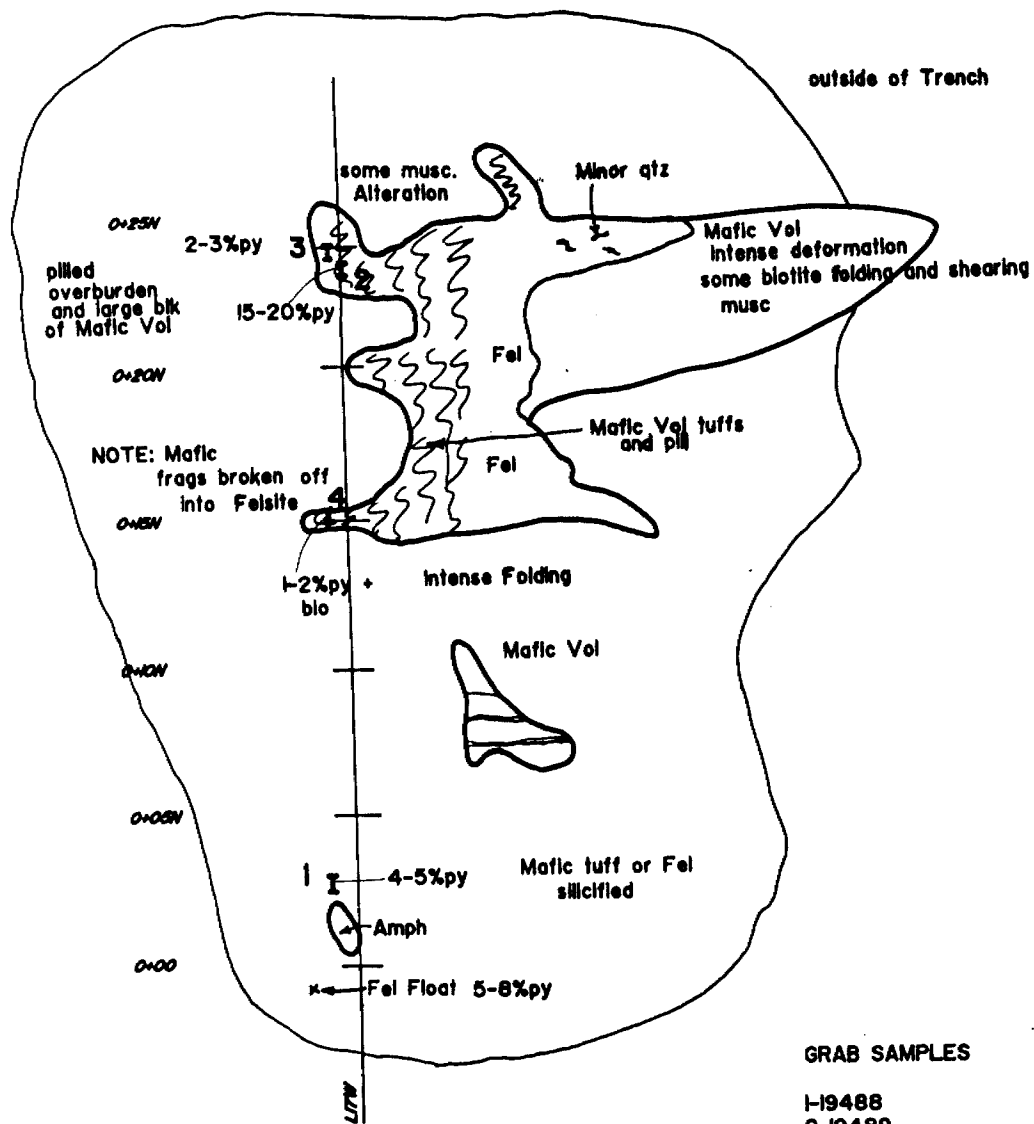 outside of Trench
some musc.
Alteration
Minor qtz
0+25N
2-3%py
3
Mafic Vol
intense deformation
some biotite folding and shearing
musc
pilled
overburden
and large blk
of Mafic Vol
2
15-20%py
Fel
0+20N
Mafic Vol tuffs
and pill
NOTE: Mafic
frags broken off
into Felsite
Fel
4
0+15N
1-2%py +
bio
Intense Folding
Mafic Vol
0+10N
0+05N
1
4-5%py
Mafic tuff or Fel
silicified
Amph
0+00
Fel Float 5-8%py
GRAB SAMPLES
1-19488
2-19489